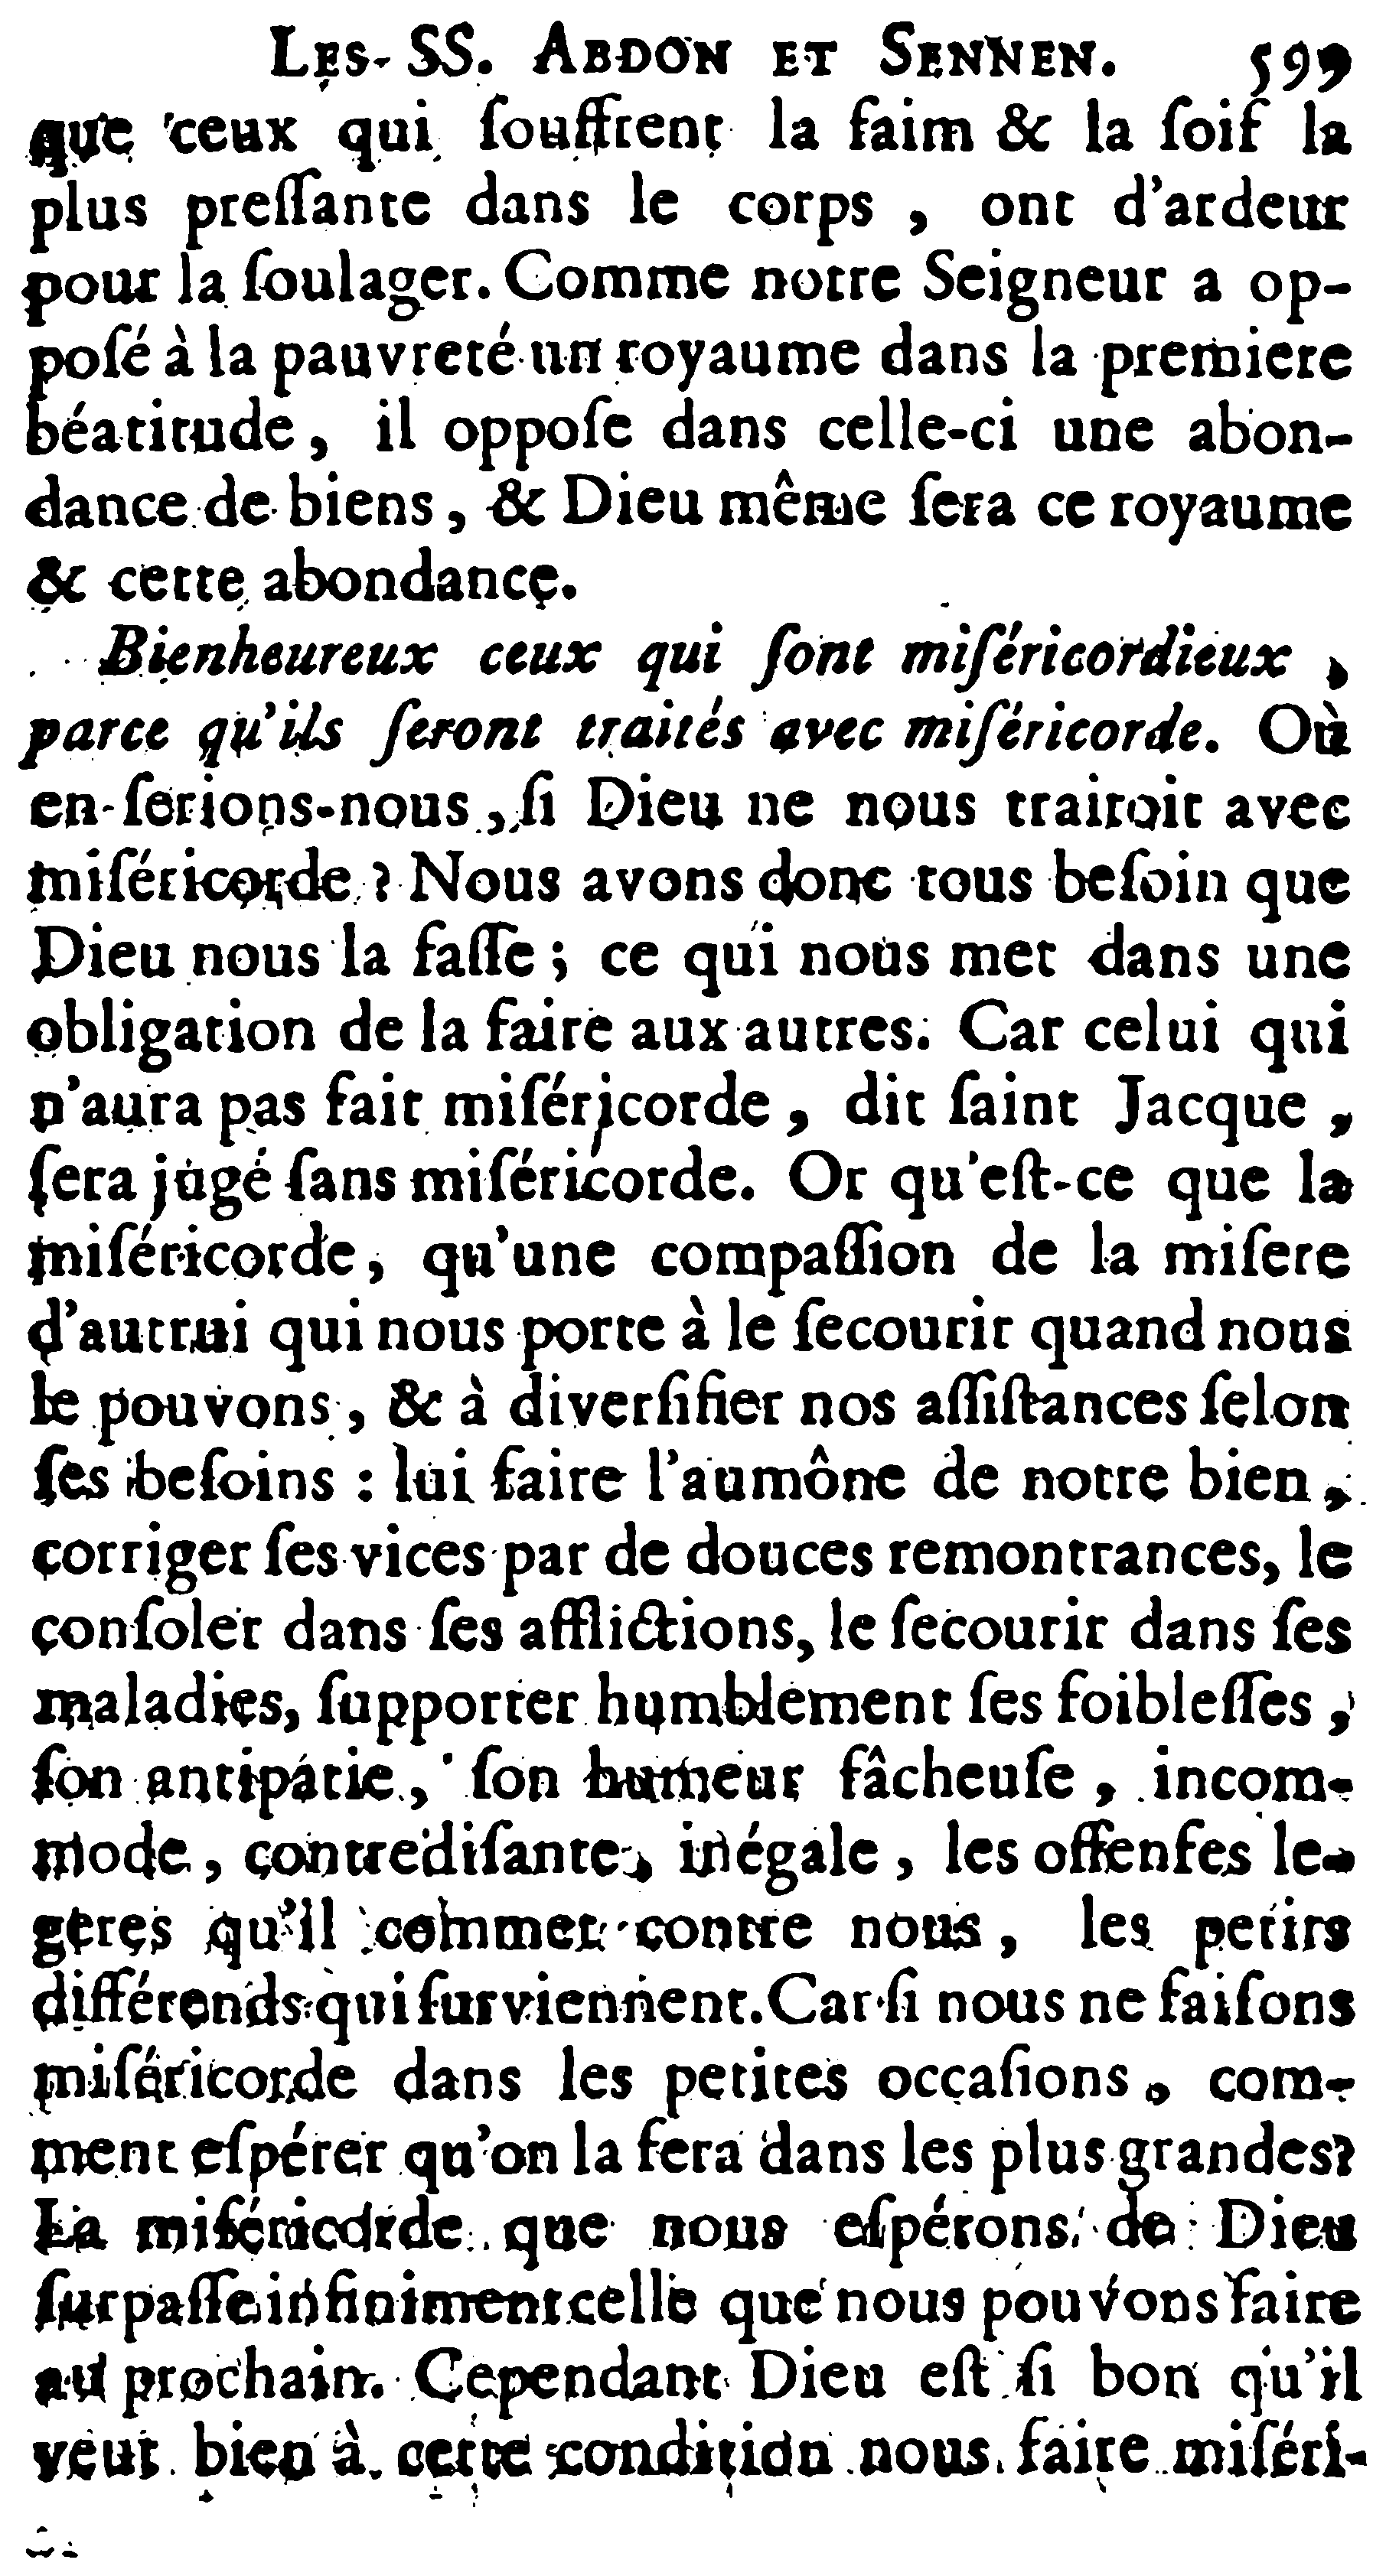 LES SS. ABDON ET SENNEN. 599
que ceux qui ſouffrent la faim & la ſoif la
plus preſſante dans le corps, ont d'ardeur
pour la ſoulager. Comme notre Seigneur a op-
poſé à la pauvreté un royaume dans la premiere
béatitude, il oppoſe dans celle-ci une abon-
dance de biens, & Dieu même ſera ce royaume
& cette abondance.
Bienheureux ceux qui ſont miſéricordieux,
parce qu'ils ſeront traités avec miſéricorde. Où
en ſerions-nous, ſi Dieu ne nous traitoit avec
miſéricorde ? Nous avons donc tous beſoin que
Dieu nous la faſſe ; ce qui nous met dans une
obligation de la faire aux autres. Car celui qui
n'aura pas fait miſéricorde, dit ſaint Jacque,
ſera jugé ſans miſéricorde. Or qu'eſt-ce que la
miſéricorde, qu'une compaſſion de la miſere
d'autrui qui nous porte à le ſecourir quand nous
le pouvons, & à diverſifier nos aſſiſtances ſelon
ſes beſoins : lui faire l'aumône de notre bien,
corriger ſes vices par de douces remontrances, le
conſoler dans ſes afflictions, le ſecourir dans ſes
maladies, ſupporter humblement ſes foibleſſes,
ſon antipatie, ſon humeur fâcheuſe, incom-
mode, contrediſante, inégale, les offenſes le-
geres qu'il commet contre nous, les petits
différends qui ſurviennent. Car ſi nous ne faiſons
miſéricorde dans les petites occaſions, com-
ment eſpérer qu'on la fera dans les plus grandes?
La miſéricorde que nous eſpérons de Dieu
ſurpaſſe infiniment celle que nous pouvons faire
au prochain. Cependant Dieu eſt ſi bon qu'il
veut bien à cette condition nous faire miſéri-